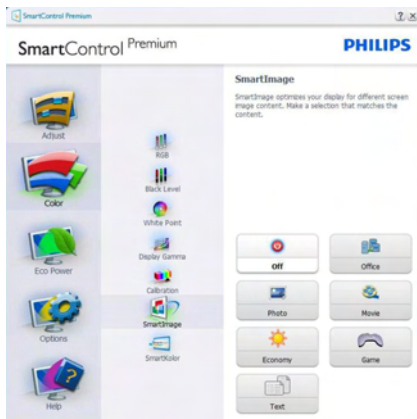 SmartControl Premium
SmartControl Premium
PHILIPS
Adjust
Color
Eco Power
Options
Help
RGB
Black Level
White Point
Display Gamma
Calibration
SmartImage
SmartKolor
SmartImage
SmartImage optimizes your display for different screen
image content. Make a selection that matches the
content.
Off
Office
Photo
Movie
Economy
Game
Text